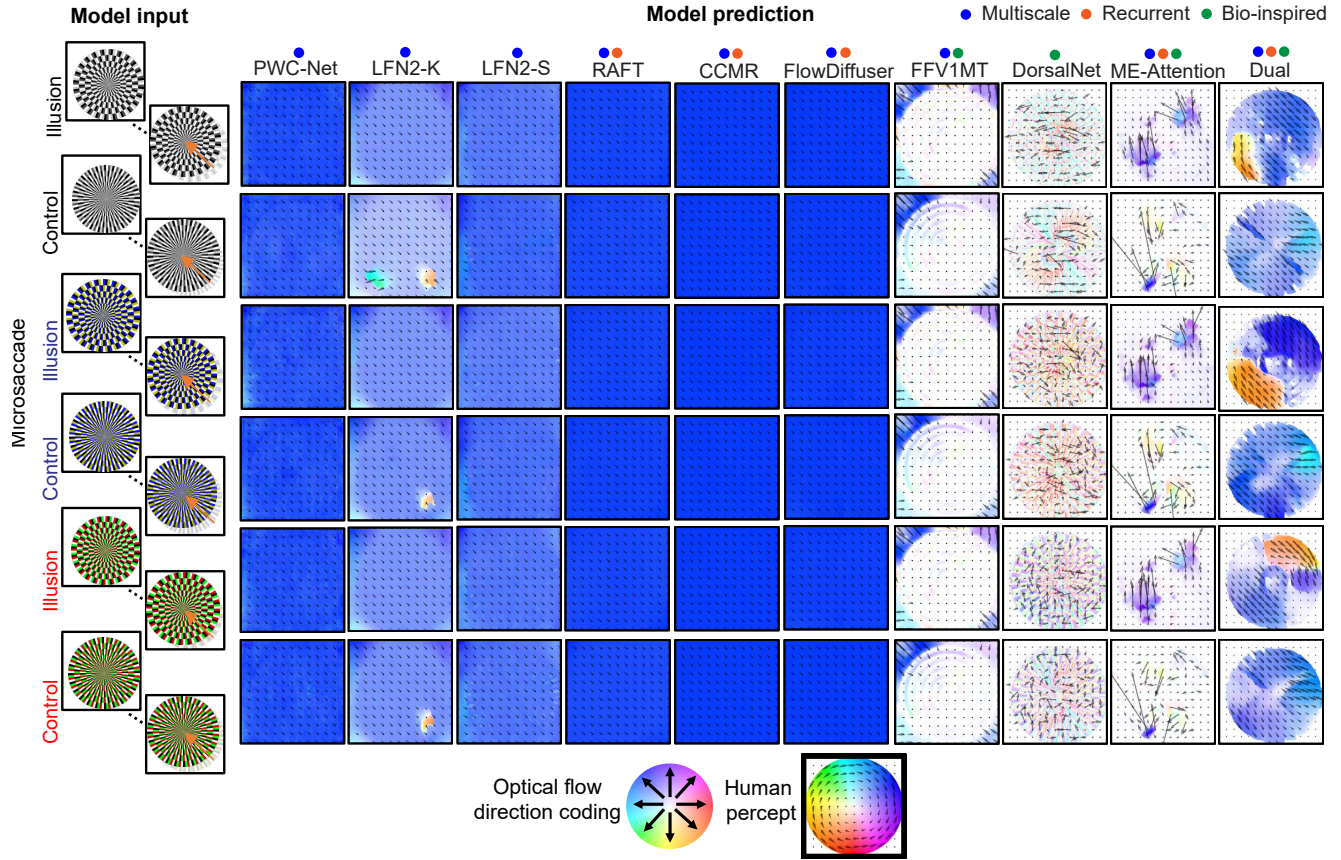 Model input
Model prediction
Multiscale
Recurrent
Bio-inspired
PWC-Net
LFN2-K
LFN2-S
RAFT
CCMR
FlowDiffuser
FFV1MT
DorsalNet
ME-Attention
Dual
Microsaccade
Illusion
Control
Illusion
Control
Illusion
Control
Optical flow
direction coding
Human
percept